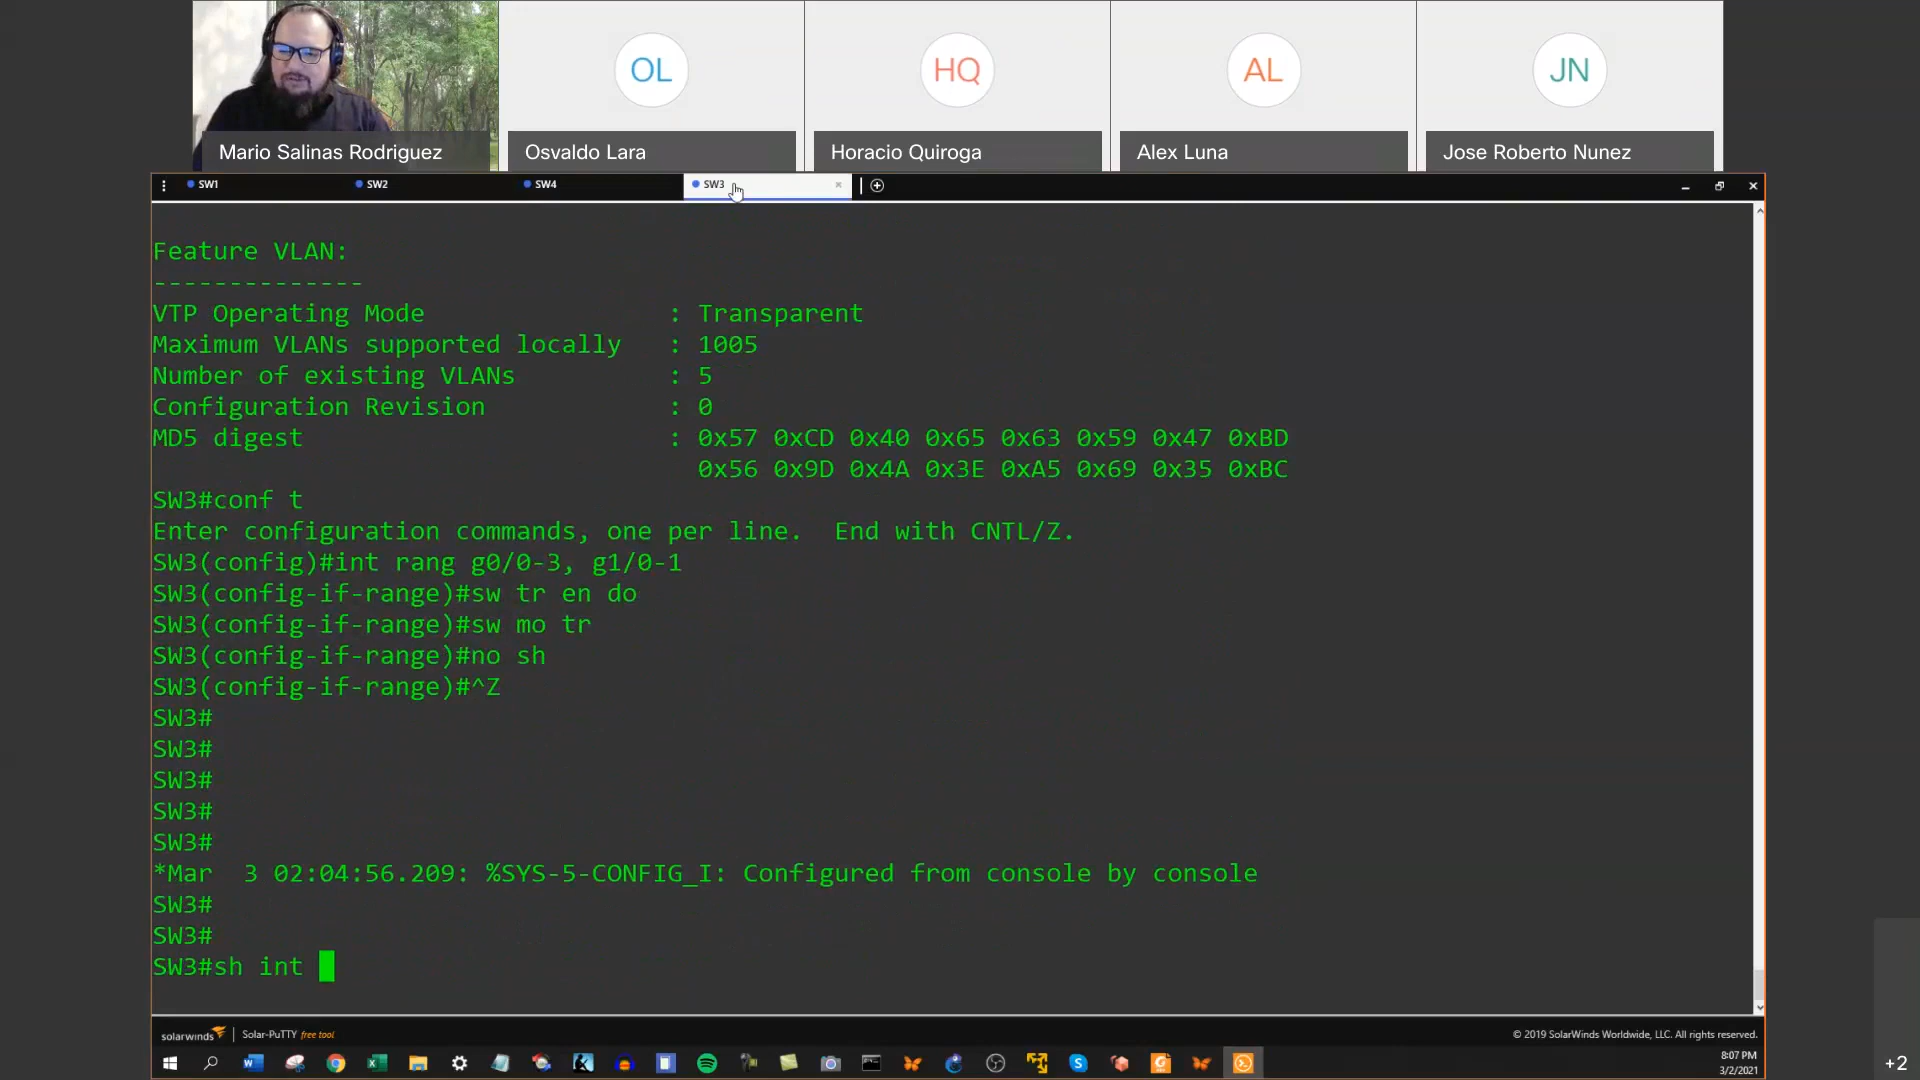 OL
HQ
AL
JN
Mario Salinas Rodriguez
Osvaldo Lara
Horacio Quiroga
Alex Luna
Jose Roberto Nunez
SW1
SW2
SW4
SW3
Feature VLAN:
--------------
VTP Operating Mode : Transparent
Maximum VLANs supported locally : 1005
Number of existing VLANs : 5
Configuration Revision : 0
MD5 digest : 0x57 0xCD 0x40 0x65 0x63 0x59 0x47 0xBD
0x56 0x9D 0x4A 0x3E 0xA5 0x69 0x35 0xBC
SW3#conf t
Enter configuration commands, one per line. End with CNTL/Z.
SW3(config)#int rang g0/0-3, g1/0-1
SW3(config-if-range)#sw tr en do
SW3(config-if-range)#sw mo tr
SW3(config-if-range)#no sh
SW3(config-if-range)#^Z
SW3#
SW3#
SW3#
SW3#
SW3#
*Mar 3 02:04:56.209: %SYS-5-CONFIG_I: Configured from console by console
SW3#
SW3#
SW3#sh int
solarwinds Solar-PuTTY free tool
© 2019 SolarWinds Worldwide, LLC. All rights reserved.
8:07 PM
3/2/2021
+2